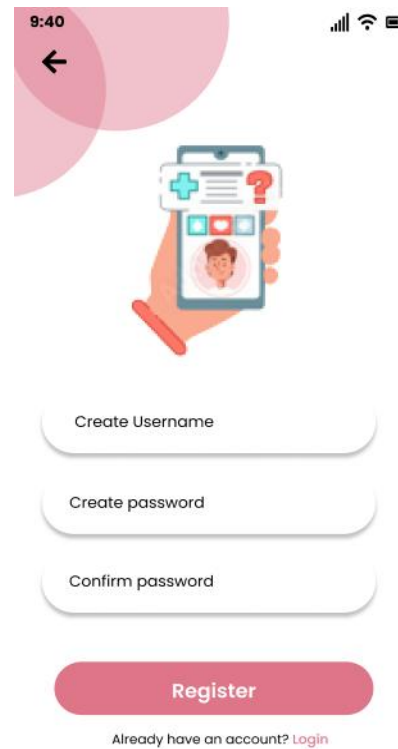 9:40
?
Create Username
Create password
Confirm password
Register
Already have an account? Login